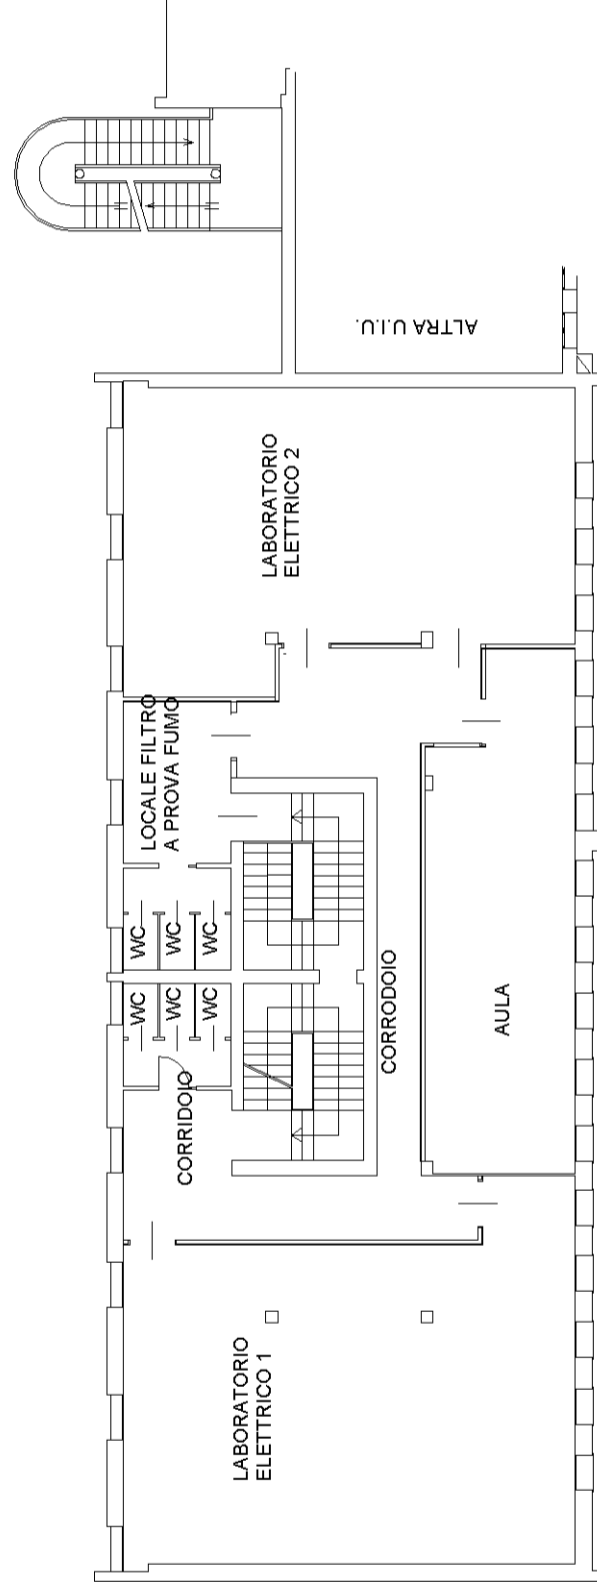 ALTRA U.I.U.
LABORATORIO
ELETTRICO 2
LOCALE FILTRO
A PROVA FUMO
WC
WC
WC
WC
WC
WC
CORRIDOIO
CORRODOIO
AULA
LABORATORIO
ELETTRICO 1